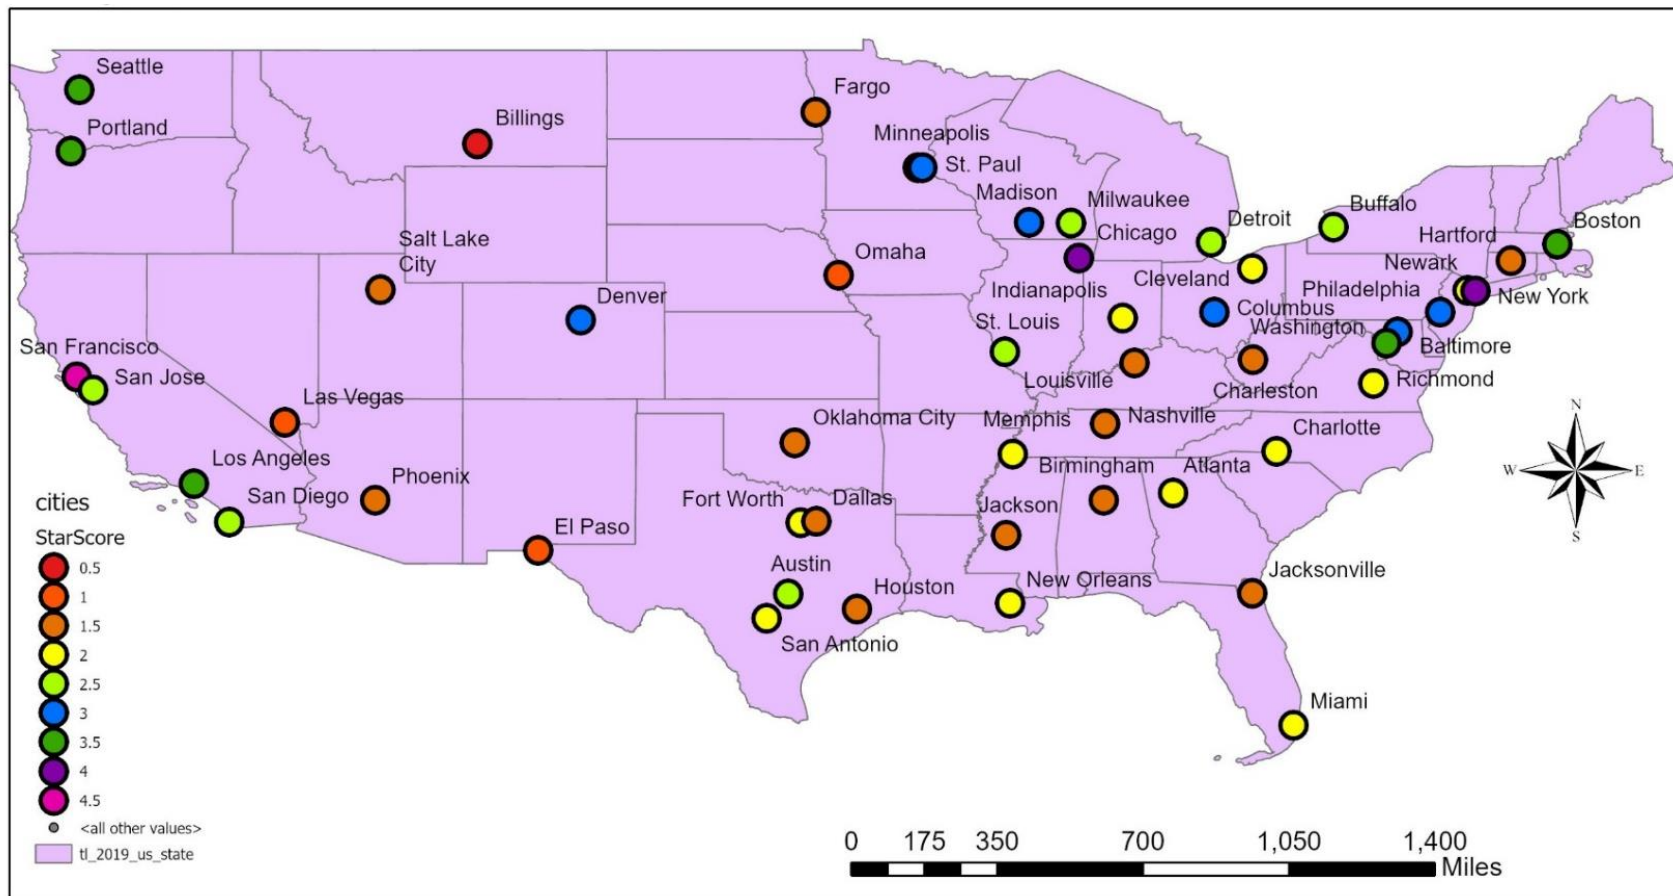 Seattle
Portland
Billings
Fargo
Minneapolis
St. Paul
Madison
Milwaukee
Chicago
Detroit
Buffalo
Boston
Hartford
Newark
New York
Philadelphia
Cleveland
Indianapolis
Columbus
Washington
Baltimore
St. Louis
Louisville
Charleston
Richmond
Salt Lake
City
Omaha
Denver
San Francisco
San Jose
Las Vegas
Oklahoma City
Memphis
Nashville
Charlotte
Los Angeles
San Diego
Phoenix
Fort Worth
Dallas
Birmingham
Atlanta
Jackson
El Paso
Austin
Houston
New Orleans
Jacksonville
San Antonio
Miami
N
W
E
S
cities
StarScore
0.5
1
1.5
2
2.5
3
3.5
4
4.5
<all other values>
tl_2019_us_state
0 175 350 700 1,050 1,400
Miles